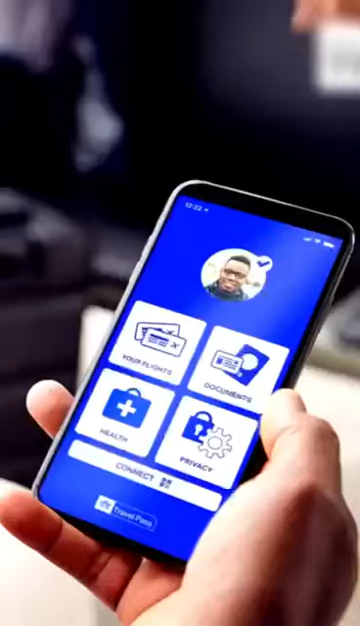 12:22
YOUR FLIGHTS
DOCUMENTS
HEALTH
PRIVACY
CONNECT
Travel Pass